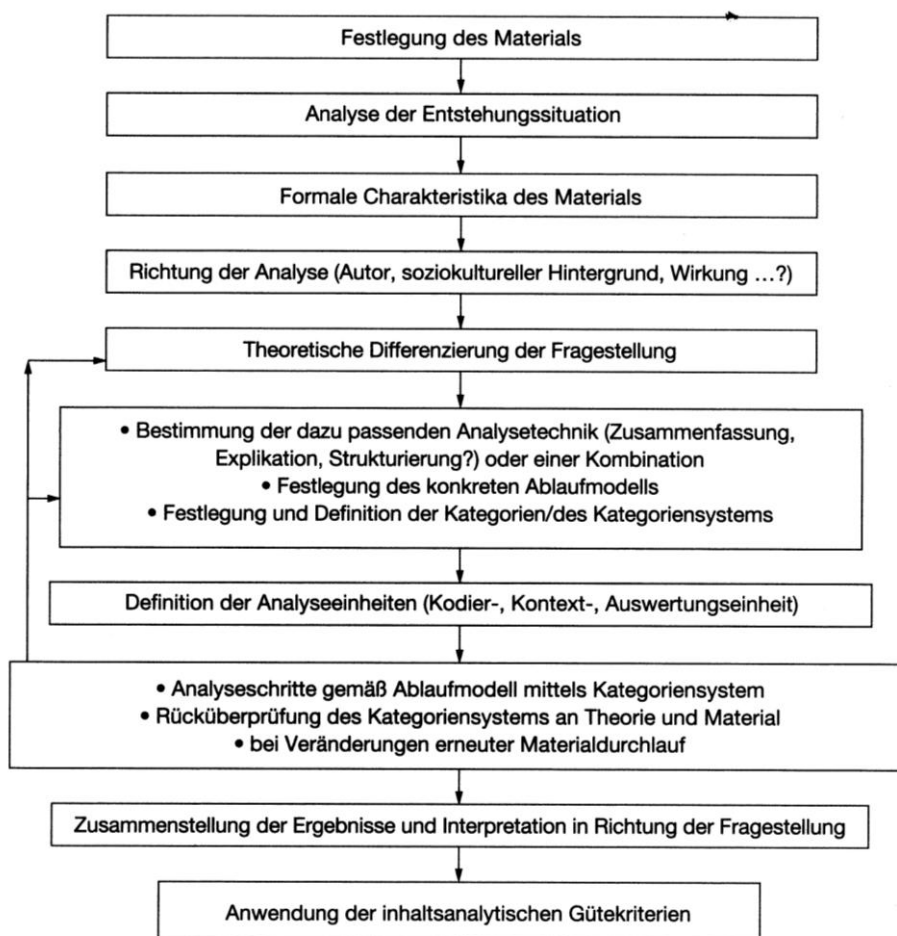 Festlegung des Materials
Analyse der Entstehungssituation
Formale Charakteristika des Materials
Richtung der Analyse (Autor, soziokultureller Hintergrund, Wirkung ...?)
Theoretische Differenzierung der Fragestellung
• Bestimmung der dazu passenden Analysetechnik (Zusammenfassung,
Explikation, Strukturierung?) oder einer Kombination
• Festlegung des konkreten Ablaufmodells
• Festlegung und Definition der Kategorien/des Kategoriensystems
Definition der Analyseeinheiten (Kodier-, Kontext-, Auswertungseinheit)
• Analyseschritte gemäß Ablaufmodell mittels Kategoriensystem
• Rücküberprüfung des Kategoriensystems an Theorie und Material
• bei Veränderungen erneuter Materialdurchlauf
Zusammenstellung der Ergebnisse und Interpretation in Richtung der Fragestellung
Anwendung der inhaltsanalytischen Gütekriterien